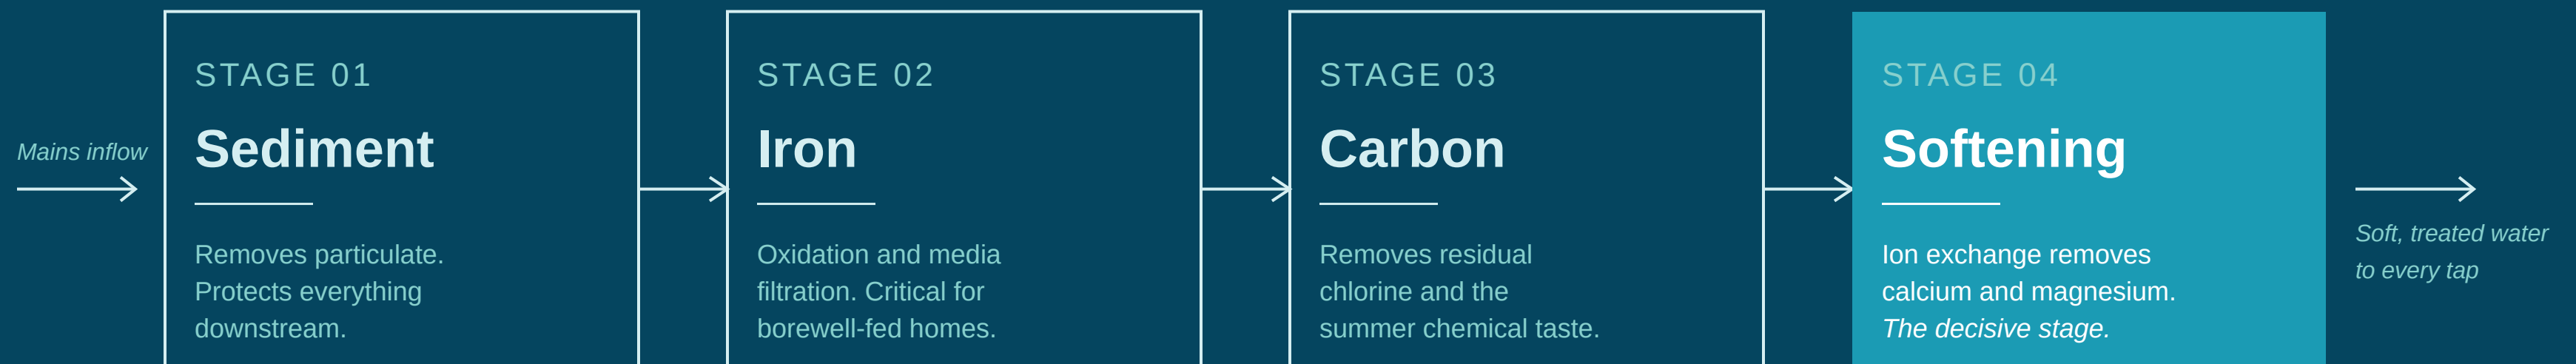 Mains inflow
STAGE 01
Sediment
Removes particulate.
Protects everything
downstream.
STAGE 02
Iron
Oxidation and media
filtration. Critical for
borewell-fed homes.
STAGE 03
Carbon
Removes residual
chlorine and the
summer chemical taste.
STAGE 04
Softening
Ion exchange removes
calcium and magnesium.
The decisive stage.
Soft, treated water
to every tap